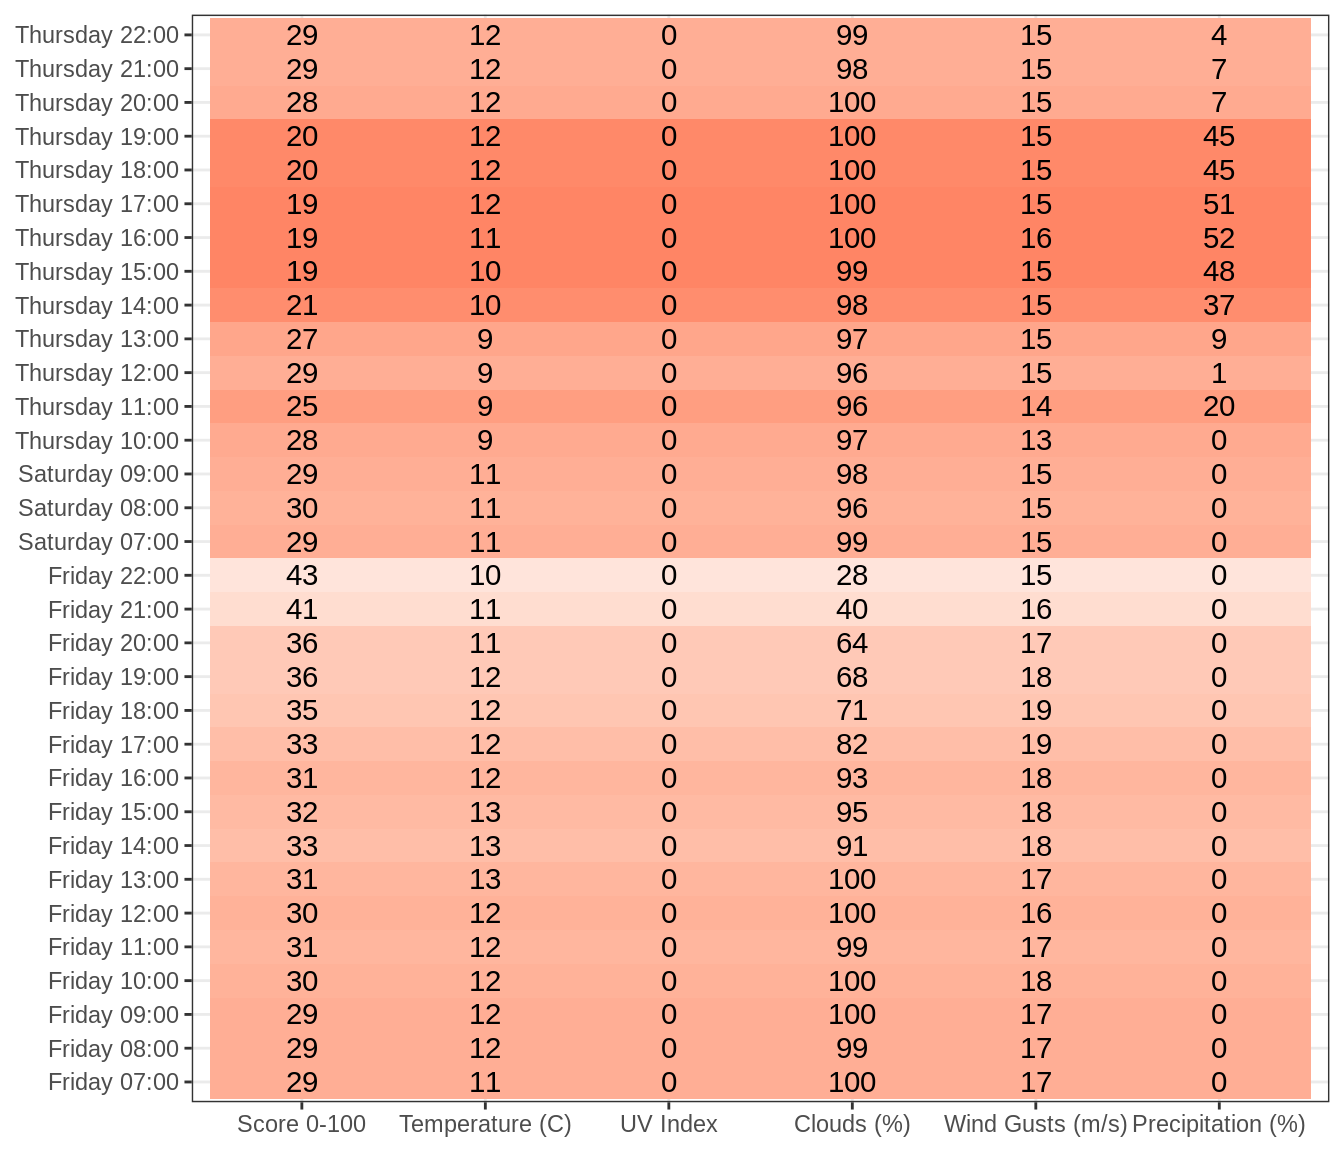 Thursday 22:00 29 12 0 99 15 4
Thursday 21:00 29 12 0 98 15 7
Thursday 20:00 28 12 0 100 15 7
Thursday 19:00 20 12 0 100 15 45
Thursday 18:00 20 12 0 100 15 45
Thursday 17:00 19 12 0 100 15 51
Thursday 16:00 19 11 0 100 16 52
Thursday 15:00 19 10 0 99 15 48
Thursday 14:00 21 10 0 98 15 37
Thursday 13:00 27 9 0 97 15 9
Thursday 12:00 29 9 0 96 15 1
Thursday 11:00 25 9 0 96 14 20
Thursday 10:00 28 9 0 97 13 0
Saturday 09:00 29 11 0 98 15 0
Saturday 08:00 30 11 0 96 15 0
Saturday 07:00 29 11 0 99 15 0
Friday 22:00 43 10 0 28 15 0
Friday 21:00 41 11 0 40 16 0
Friday 20:00 36 11 0 64 17 0
Friday 19:00 36 12 0 68 18 0
Friday 18:00 35 12 0 71 19 0
Friday 17:00 33 12 0 82 19 0
Friday 16:00 31 12 0 93 18 0
Friday 15:00 32 13 0 95 18 0
Friday 14:00 33 13 0 91 18 0
Friday 13:00 31 13 0 100 17 0
Friday 12:00 30 12 0 100 16 0
Friday 11:00 31 12 0 99 17 0
Friday 10:00 30 12 0 100 18 0
Friday 09:00 29 12 0 100 17 0
Friday 08:00 29 12 0 99 17 0
Friday 07:00 29 11 0 100 17 0
Score 0-100 Temperature (C) UV Index Clouds (%) Wind Gusts (m/s) Precipitation (%)